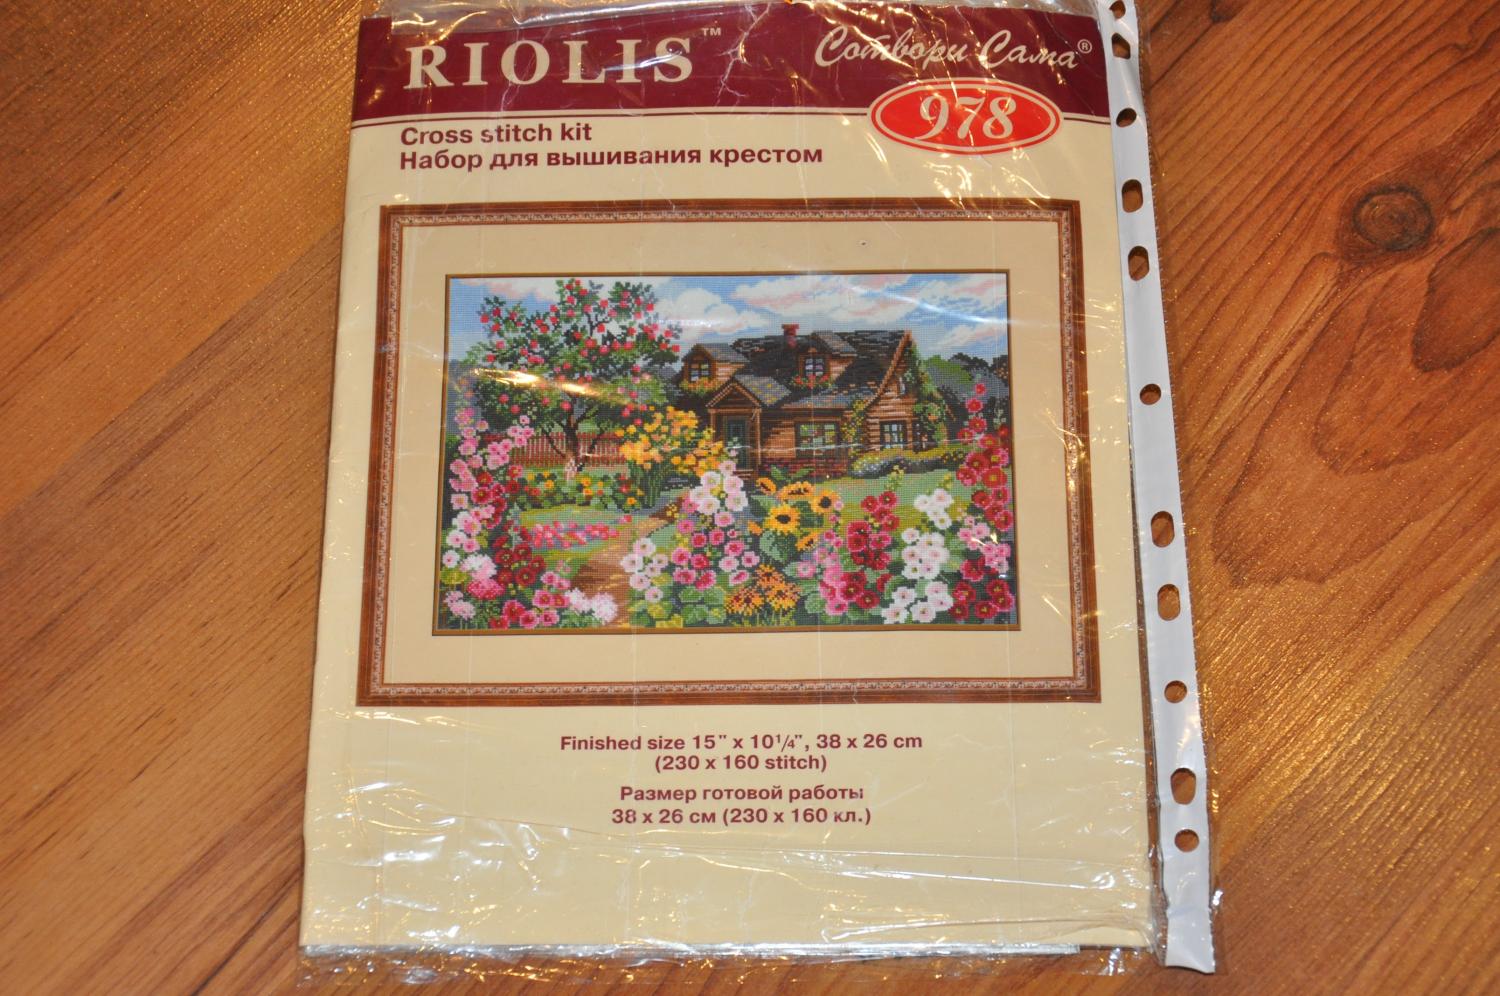 RIOLIS™
Сотвори Сама®
978
Cross stitch kit
Набор для вышивания крестом
Finished size 15" x 10¼", 38 x 26 cm
(230 x 160 stitch)
Размер готовой работы
38 x 26 см (230 x 160 кл.)